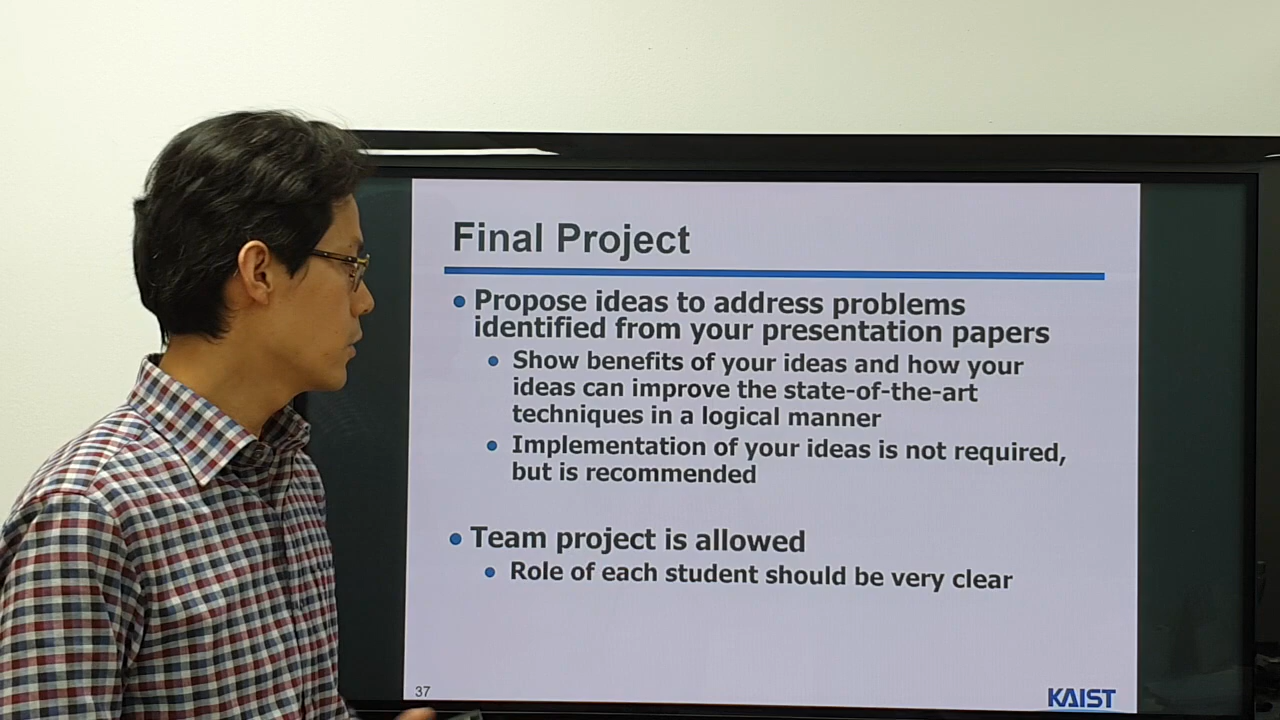 Final Project
Propose ideas to address problems
identified from your presentation papers
Show benefits of your ideas and how your
ideas can improve the state-of-the-art
techniques in a logical manner
Implementation of your ideas is not required,
but is recommended
Team project is allowed
Role of each student should be very clear
37
KAIST